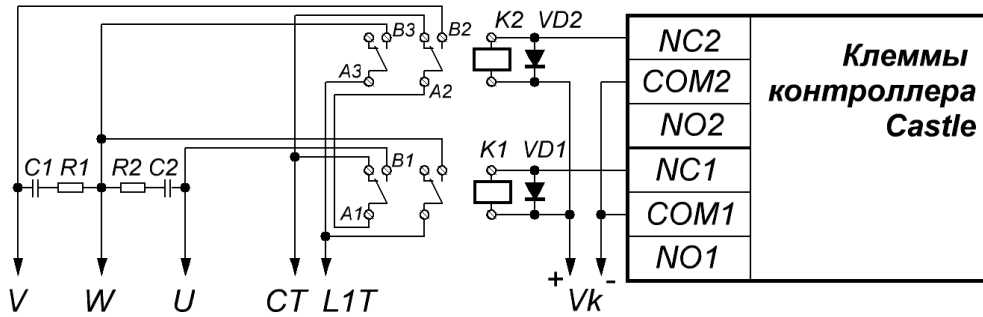 B3 B2 K2 VD2
NC2
Клеммы
контроллера
Castle
A3 A2
COM2
NO2
B1 K1 VD1
NC1
C1 R1 R2 C2
A1
COM1
NO1
V W U CT L1T + Vk -